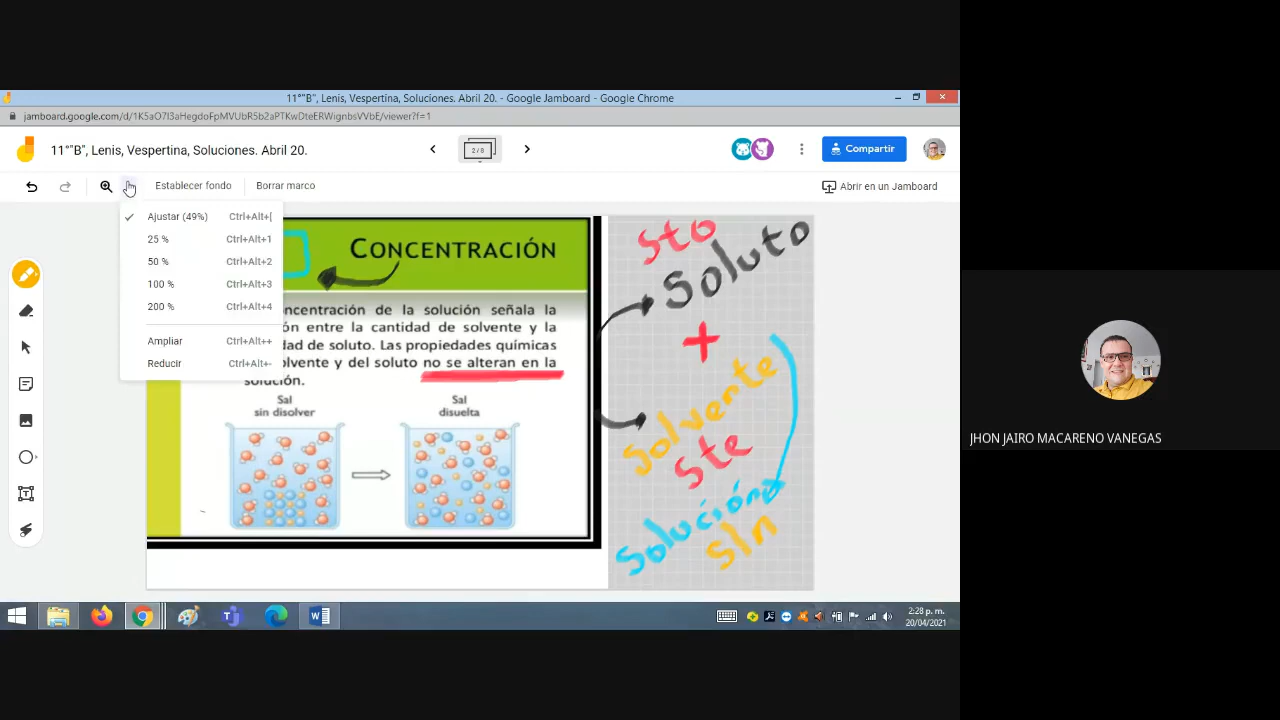 11°"B", Lenis, Vespertina, Soluciones. Abril 20. - Google Jamboard - Google Chrome
jamboard.google.com/d/1K5aO7I3aHegdoFpMVUbR5b2aPTKwDteERWignbsVVbE/viewer?f=1
11°"B", Lenis, Vespertina, Soluciones. Abril 20.
2/8
Compartir
Establecer fondo
Borrar marco
Abrir en un Jamboard
Ajustar (49%) Ctrl+Alt+[
25 % Ctrl+Alt+1
50 % Ctrl+Alt+2
100 % Ctrl+Alt+3
200 % Ctrl+Alt+4
Ampliar Ctrl+Alt++
Reducir Ctrl+Alt+-
CONCENTRACIÓN
ncentración de la solución señala la
ón entre la cantidad de solvente y la
dad de soluto. Las propiedades químicas
olvente y del soluto no se alteran en la
solución.
Sal
sin disolver
Sal
disuelta
Sto
Soluto
+
Solvente
Ste
Solución
Sln
JHON JAIRO MACARENO VANEGAS
2:28 p. m.
20/04/2021